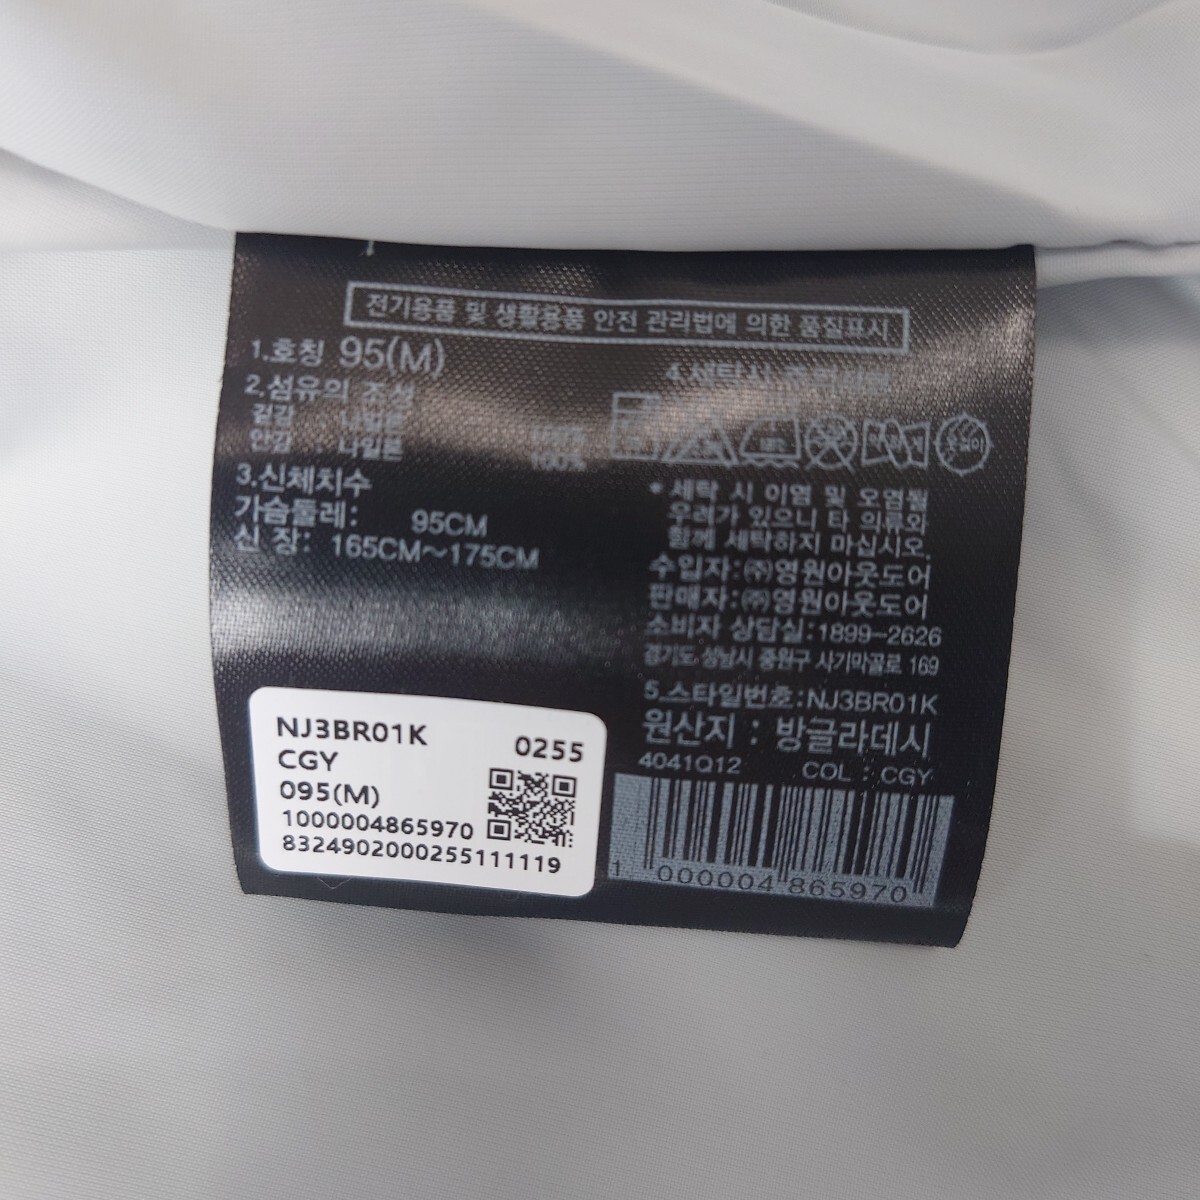 전기용품 및 생활용품 안전 관리법에 의한 품질표시
1.호칭 95(M)
2.섬유의 조성
겉감 나일론
안감 나일론 100%
3.신체치수
가슴둘레: 95CM
신 장: 165CM~175CM
* 세탁 시 이염 및 오염될
우려가 있으니 타 의류와
함께 세탁하지 마십시오.
수입자:㈜영원아웃도어
판매자:㈜영원아웃도어
소비자 상담실:1899-2626
경기도 성남시 중원구 사기막골로 169
5.스타일번호:NJ3BR01K
원산지 : 방글라데시
4041Q12 COL : CGY
1 000004 865970
NJ3BR01K 0255
CGY
095(M)
1000004865970
8324902000255111119